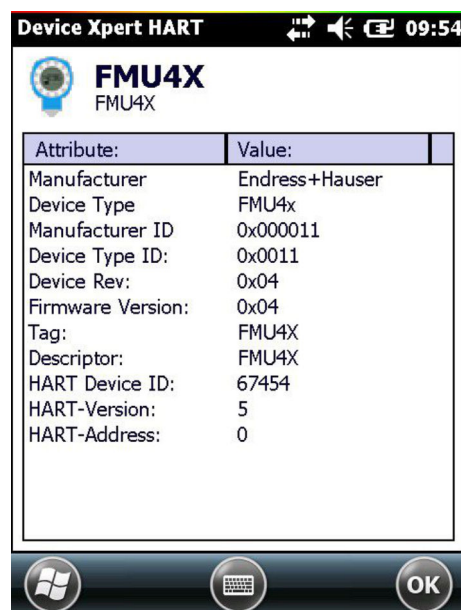 Device Xpert HART 09:54
FMU4X
FMU4X
Attribute: Value:
Manufacturer Endress+Hauser
Device Type FMU4x
Manufacturer ID 0x000011
Device Type ID: 0x0011
Device Rev: 0x04
Firmware Version: 0x04
Tag: FMU4X
Descriptor: FMU4X
HART Device ID: 67454
HART-Version: 5
HART-Address: 0
OK